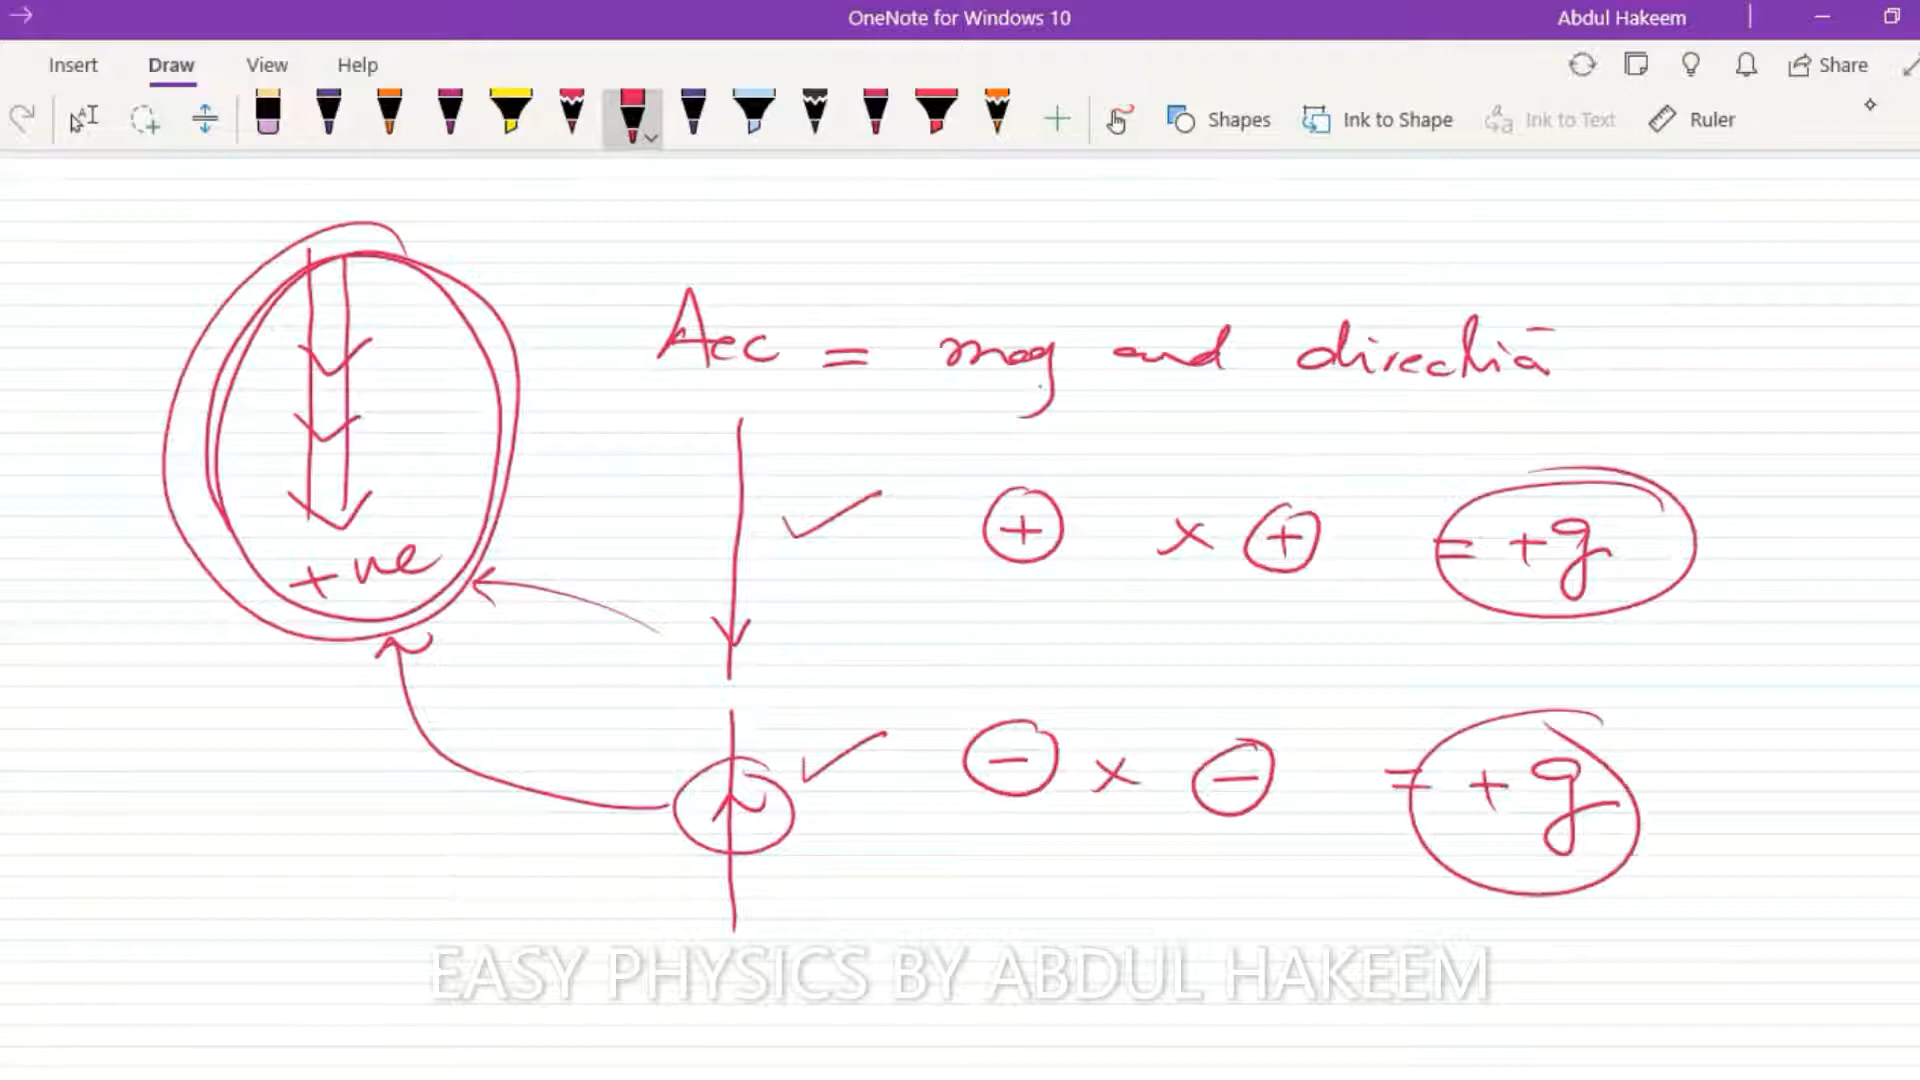 OneNote for Windows 10
Abdul Hakeem
Insert
Draw
View
Help
Share
Shapes
Ink to Shape
Ink to Text
Ruler
Acc = mag and direction
+ × + = +g
+ve
- × - = +g
EASY PHYSICS BY ABDUL HAKEEM